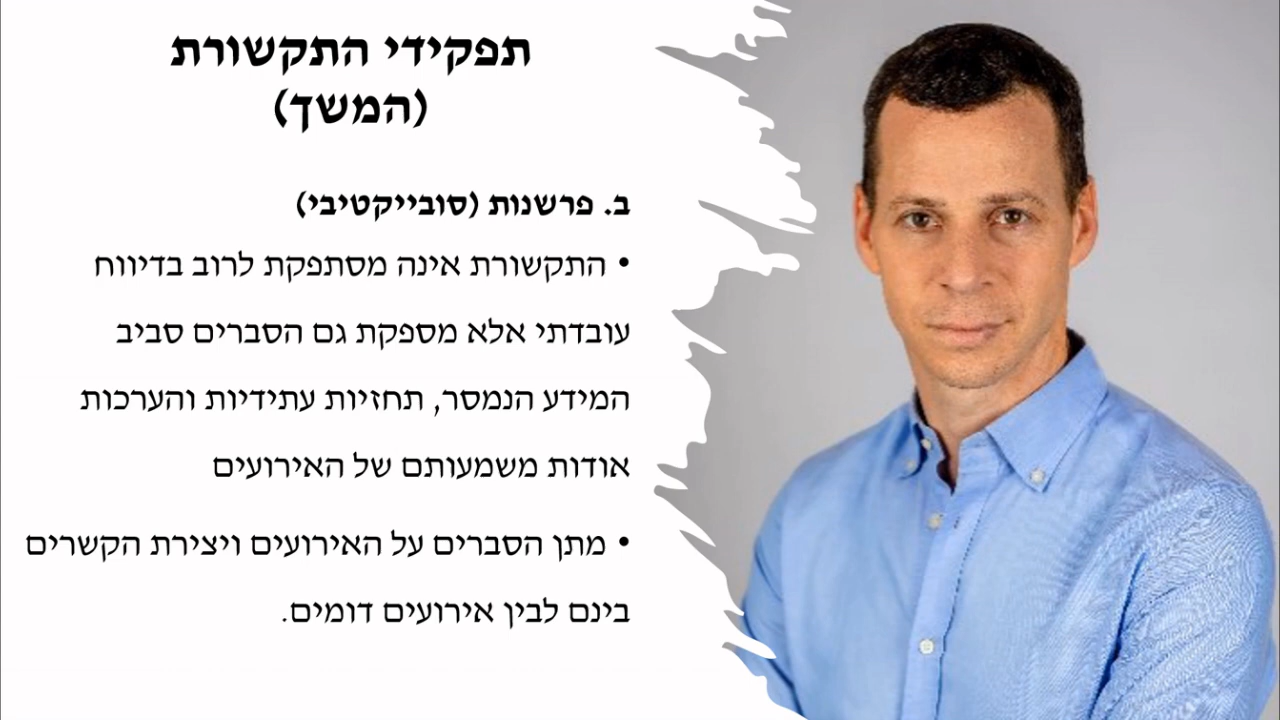 תפקידי התקשורת
(המשך)
ב. פרשנות (סובייקטיבי)
• התקשורת אינה מסתפקת לרוב בדיווח
עובדתי אלא מספקת גם הסברים סביב
המידע הנמסר, תחזיות עתידיות והערכות
אודות משמעותם של האירועים
• מתן הסברים על האירועים ויצירת הקשרים
בינם לבין אירועים דומים.